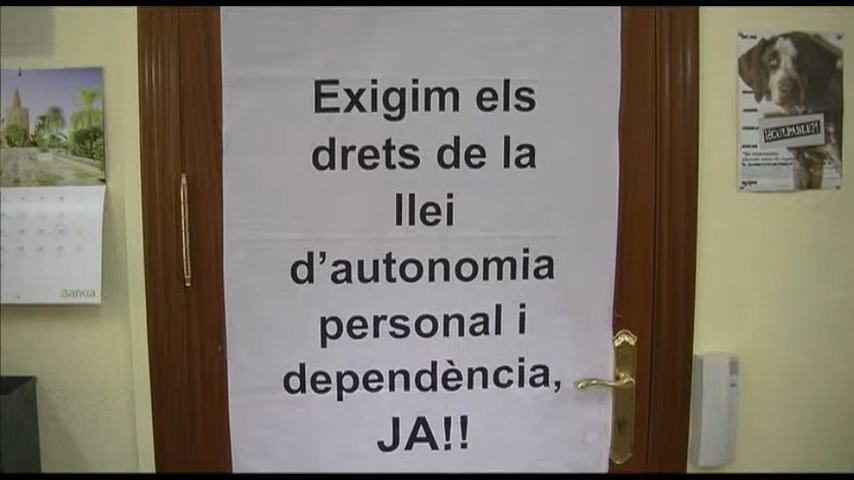 Exigim els
drets de la
llei
d'autonomia
personal i
dependència,
JA!!
Bankia
¡¿CULPABLE?!